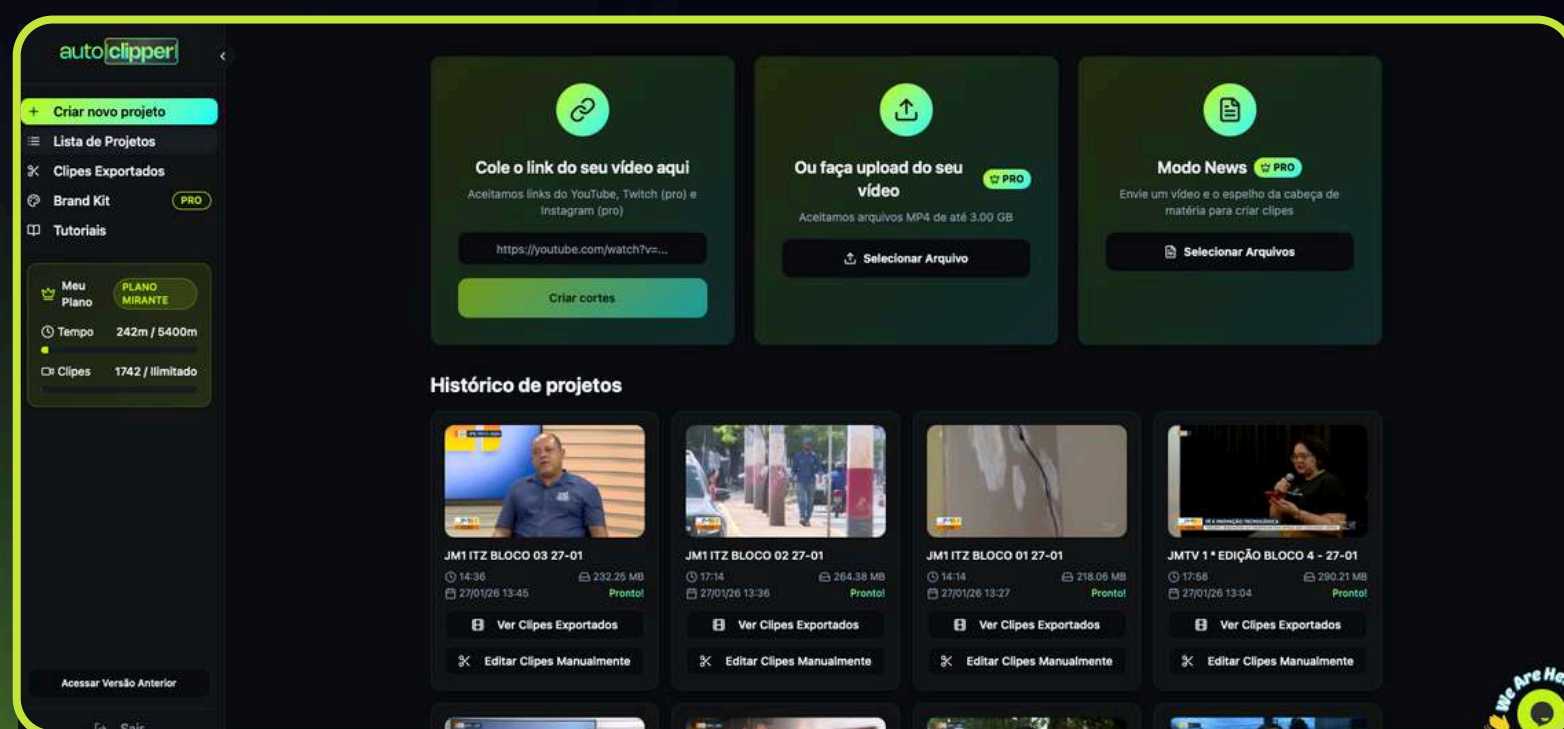 autoclipper
Criar novo projeto
Lista de Projetos
Clipes Exportados
Brand Kit PRO
Tutoriais
Meu Plano
PLANO MIRANTE
Tempo 242m / 5400m
Clipes 1742 / Ilimitado
Acessar Versão Anterior
Sair
Cole o link do seu vídeo aqui
Aceitamos links do YouTube, Twitch (pro) e
Instagram (pro)
https://youtube.com/watch?v=...
Criar cortes
Ou faça upload do seu
vídeo
PRO
Aceitamos arquivos MP4 de até 3.00 GB
Selecionar Arquivo
Modo News PRO
Envie um vídeo e o espelho da cabeça de
matéria para criar clipes
Selecionar Arquivos
Histórico de projetos
JM1 ITZ BLOCO 03 27-01
14:36 232.25 MB
27/01/26 13:45 Pronto!
Ver Clipes Exportados
Editar Clipes Manualmente
JM1 ITZ BLOCO 02 27-01
17:14 264.38 MB
27/01/26 13:36 Pronto!
Ver Clipes Exportados
Editar Clipes Manualmente
JM1 ITZ BLOCO 01 27-01
14:14 218.06 MB
27/01/26 13:27 Pronto!
Ver Clipes Exportados
Editar Clipes Manualmente
JMTV 1ª EDIÇÃO BLOCO 4 - 27-01
17:58 290.21 MB
27/01/26 13:04 Pronto!
Ver Clipes Exportados
Editar Clipes Manualmente
We Are He